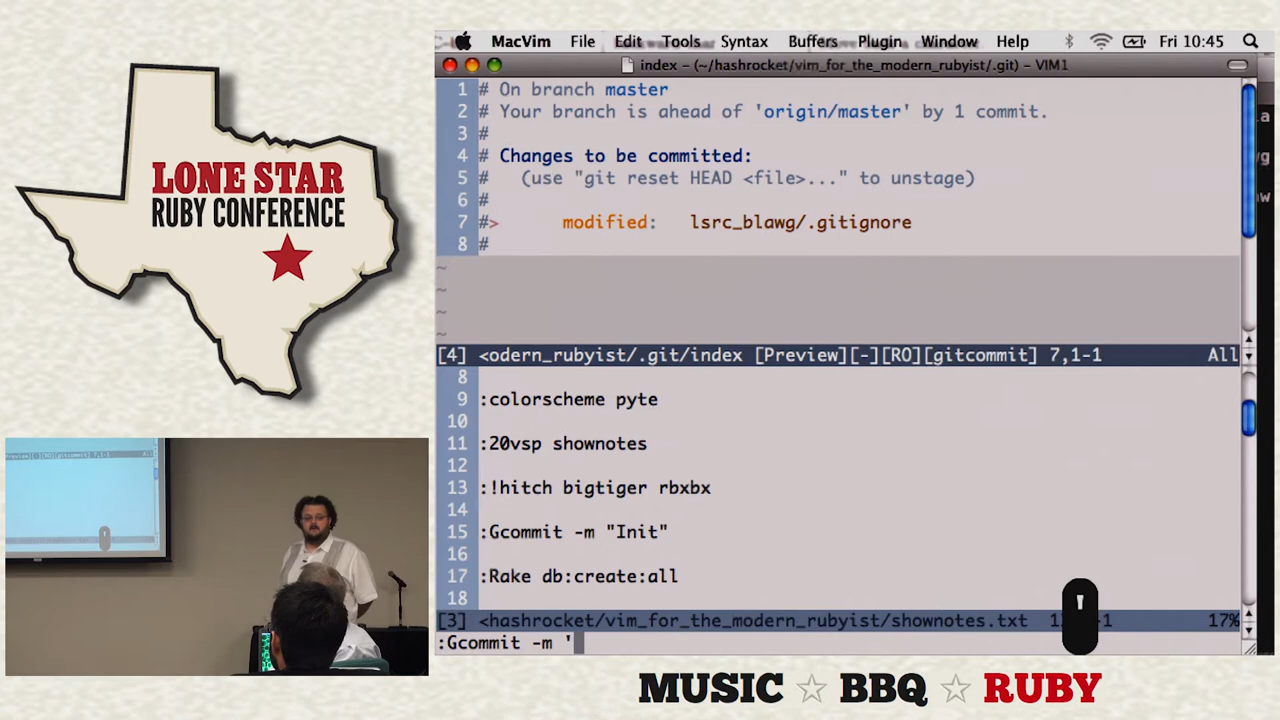 LONE STAR
RUBY CONFERENCE
MacVim File Edit Tools Syntax Buffers Plugin Window Help Fri 10:45
index – (~/hashrocket/vim_for_the_modern_rubyist/.git) – VIM1
1 # On branch master
2 # Your branch is ahead of 'origin/master' by 1 commit.
3 #
4 # Changes to be committed:
5 # (use "git reset HEAD <file>..." to unstage)
6 #
7 #> modified: lsrc_blawg/.gitignore
8 #
~
~
~
~
[4] <odern_rubyist/.git/index [Preview][-][RO][gitcommit] 7,1-1 All
8
9 :colorscheme pyte
10
11 :20vsp shownotes
12
13 :!hitch bigtiger rbxbx
14
15 :Gcommit -m "Init"
16
17 :Rake db:create:all
18
[3] <hashrocket/vim_for_the_modern_rubyist/shownotes.txt 17%
:Gcommit -m '
'
MUSIC ☆ BBQ ☆ RUBY